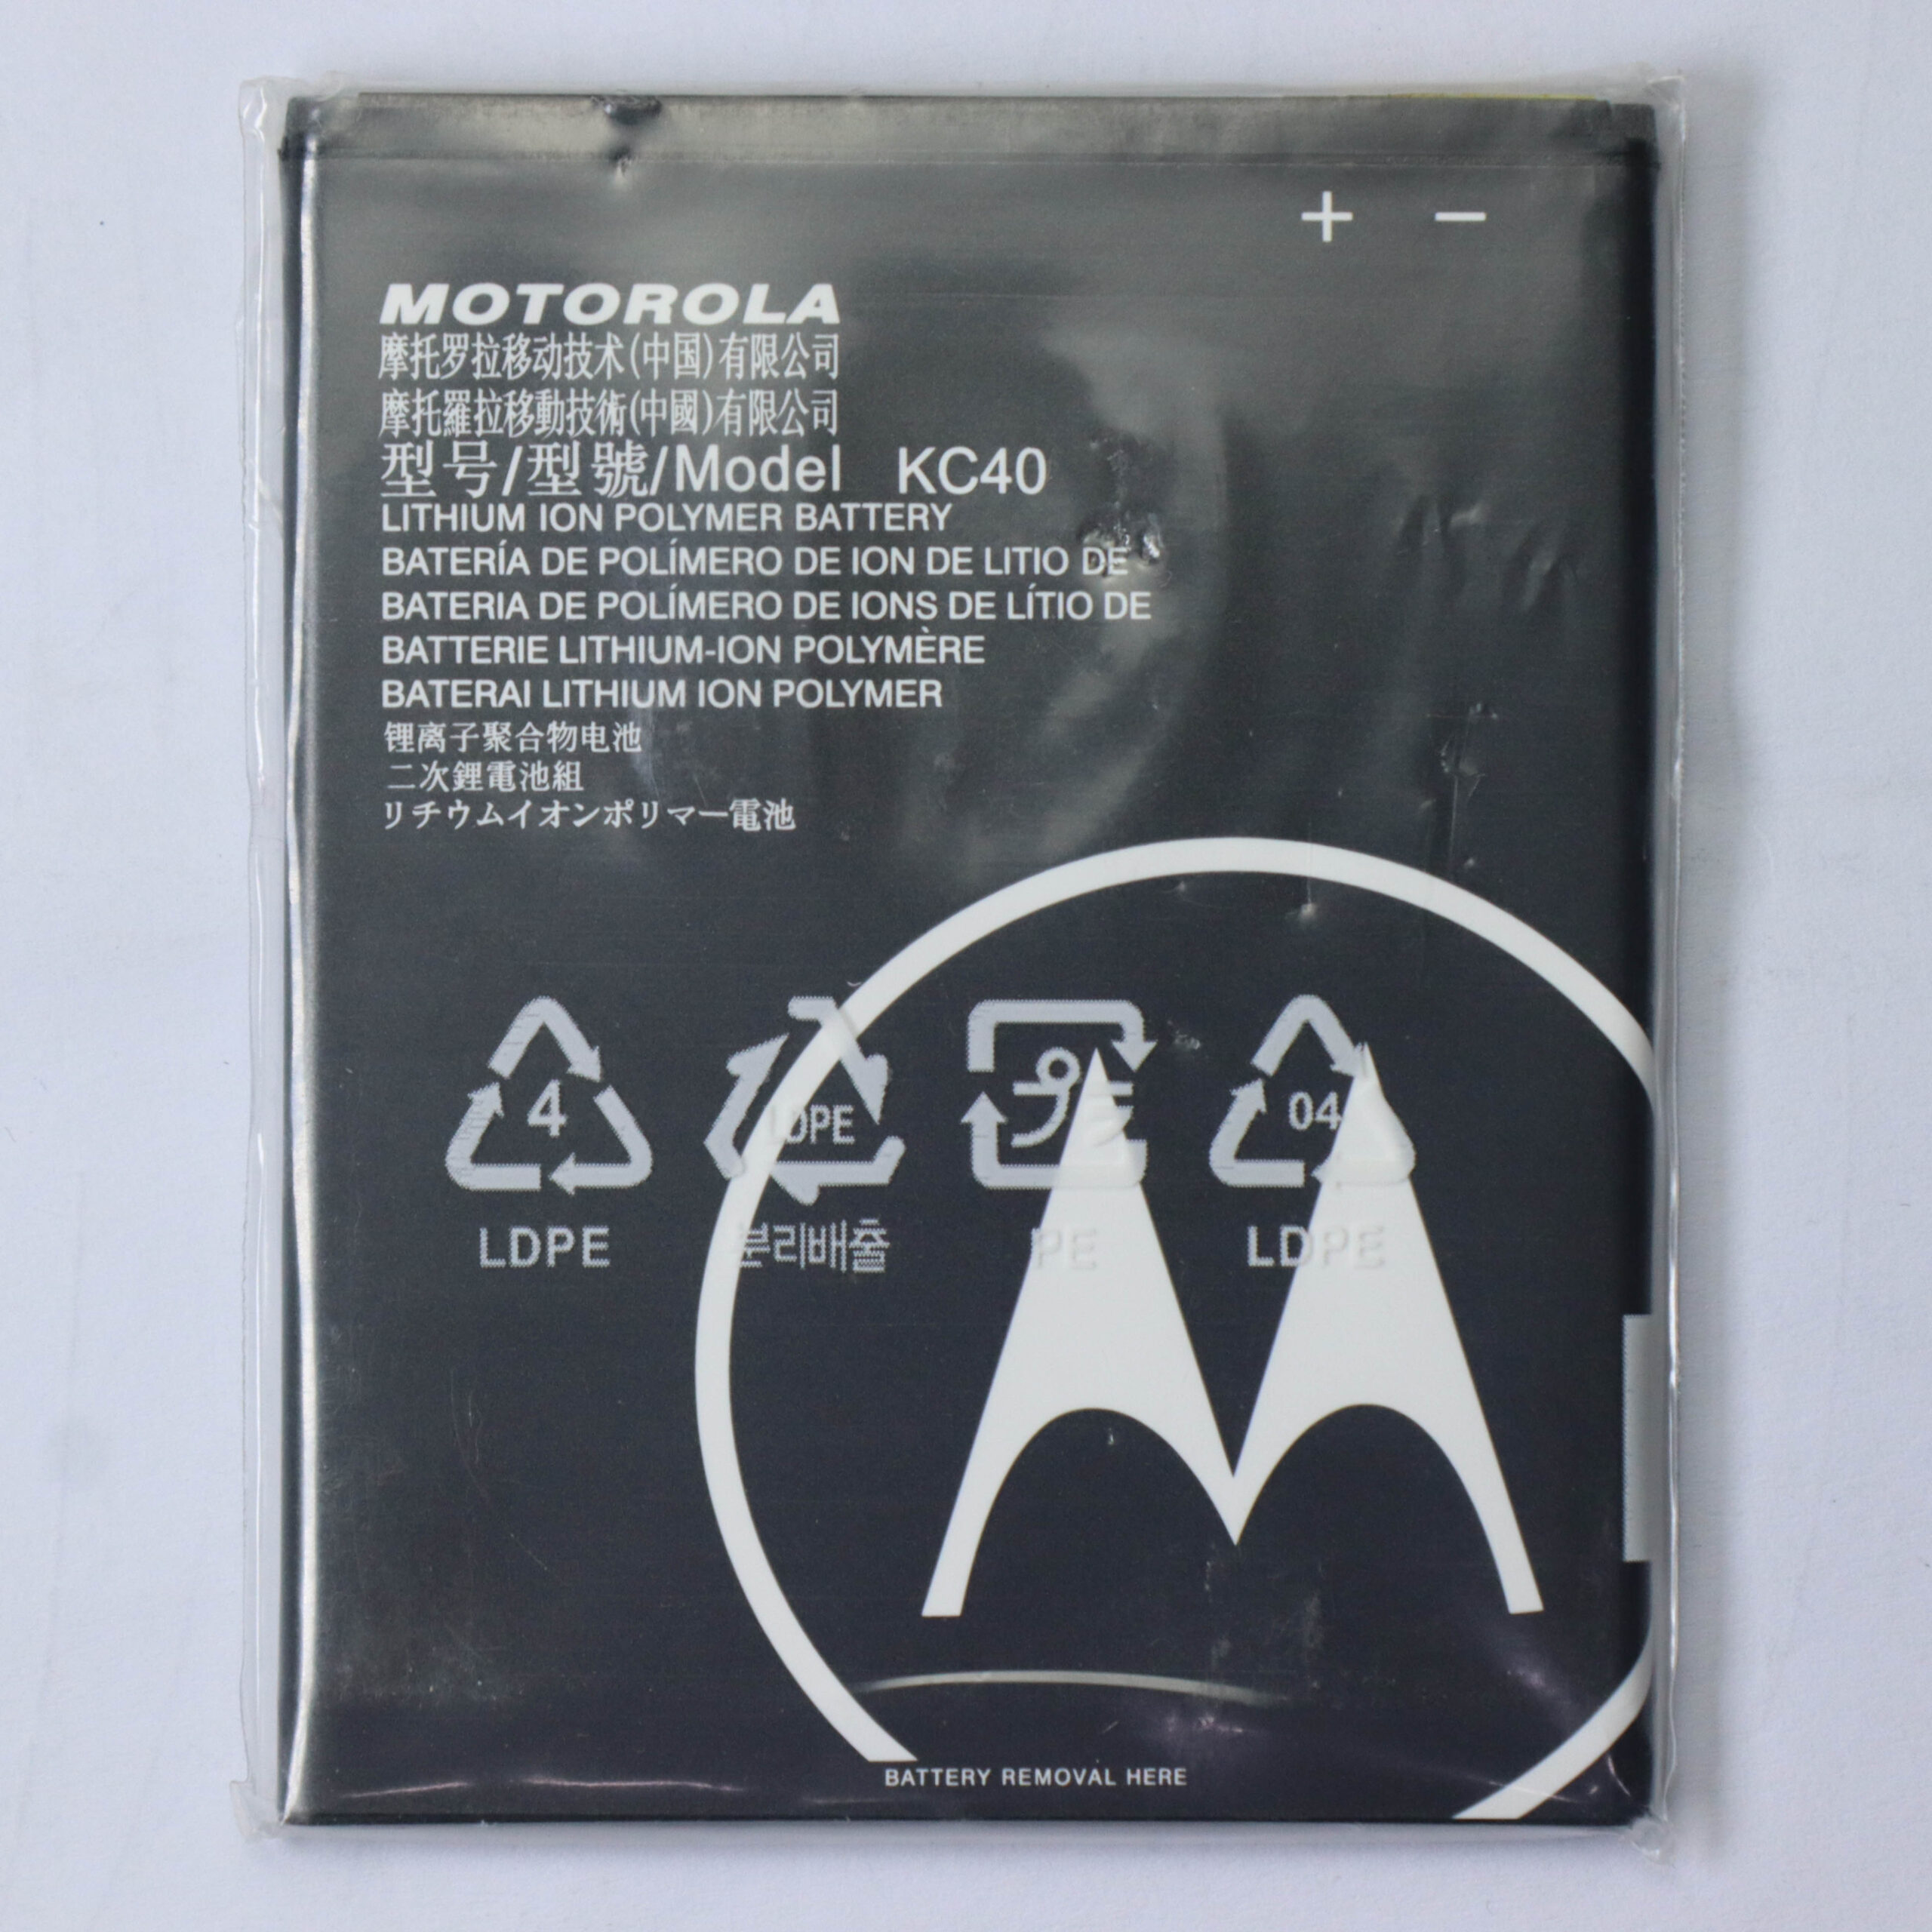 + −
MOTOROLA
摩托罗拉移动技术(中国)有限公司
摩托羅拉移動技術(中國)有限公司
型号/型號/Model KC40
LITHIUM ION POLYMER BATTERY
BATERÍA DE POLÍMERO DE ION DE LITIO DE
BATERIA DE POLÍMERO DE IONS DE LÍTIO DE
BATTERIE LITHIUM-ION POLYMÈRE
BATERAI LITHIUM ION POLYMER
锂离子聚合物电池
二次鋰電池組
リチウムイオンポリマー電池
4 LDPE プラ 04
LDPE 분리배출 PE LDPE
BATTERY REMOVAL HERE